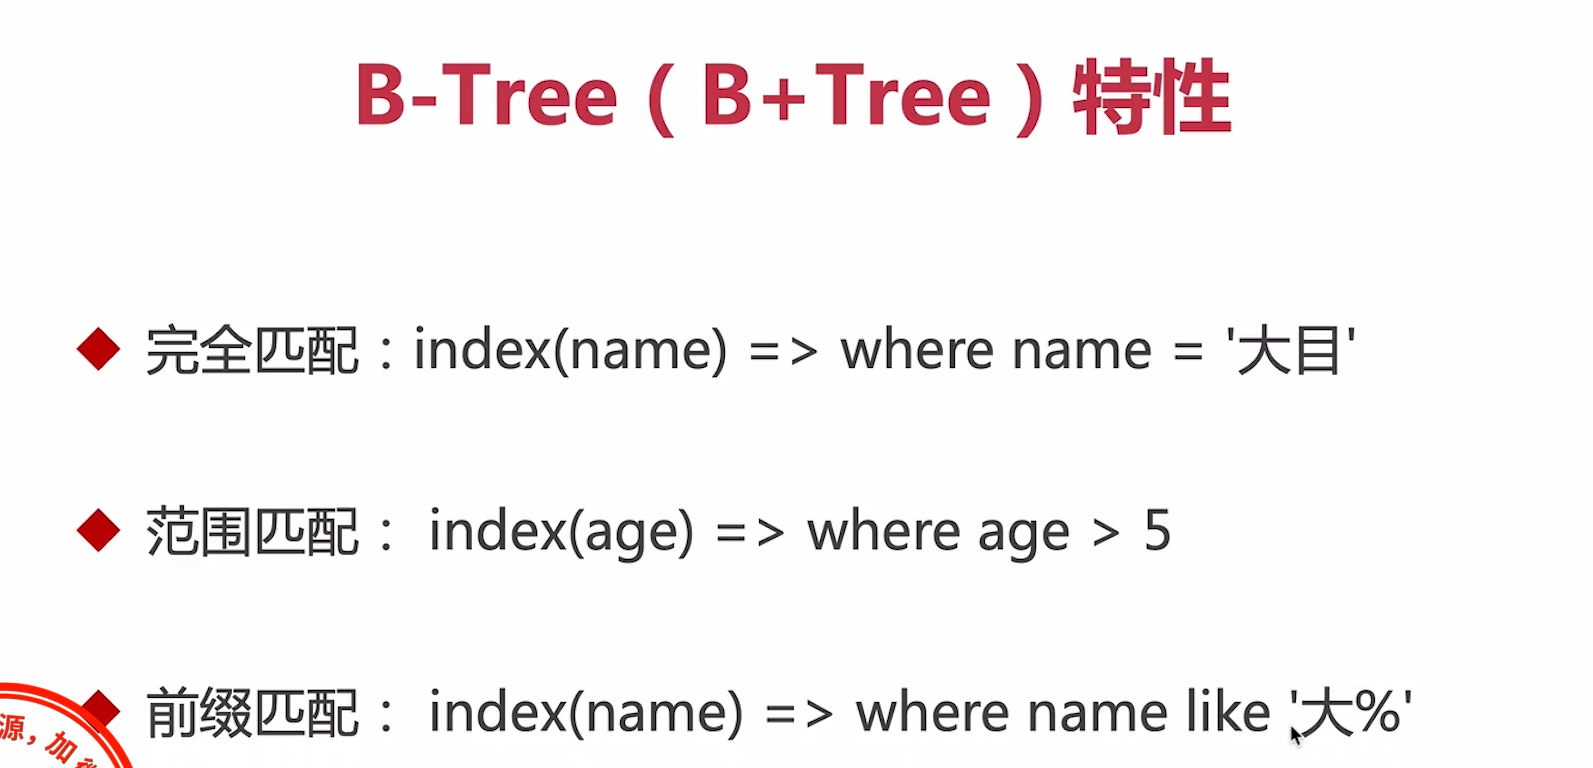 B-Tree（B+Tree）特性
完全匹配：index(name) => where name = '大目'
范围匹配： index(age) => where age > 5
前缀匹配： index(name) => where name like '大%'
源，加